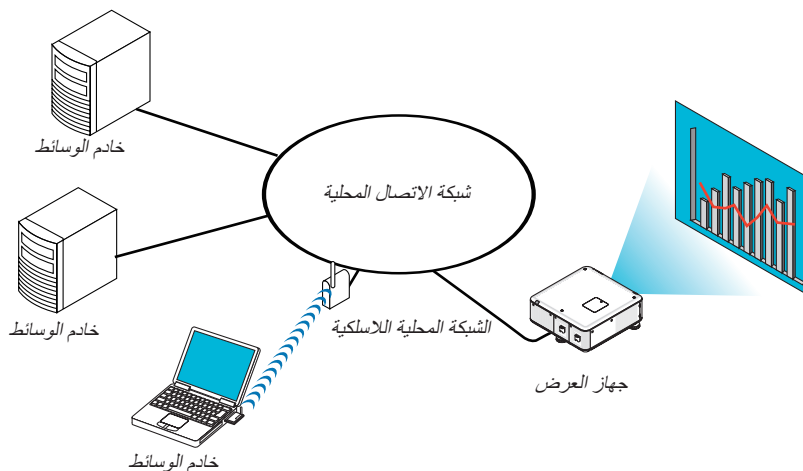 خادم الوسائط
شبكة الاتصال المحلية
خادم الوسائط
الشبكة المحلية اللاسلكية
جهاز العرض
خادم الوسائط